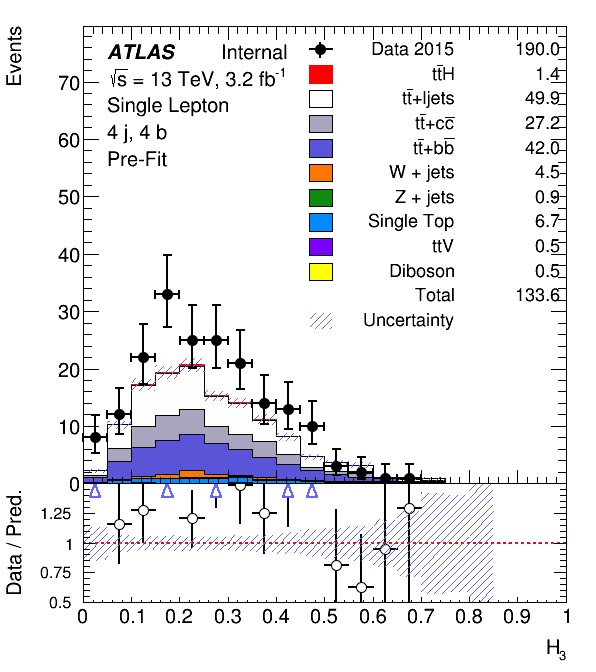 Events
ATLAS Internal
√s = 13 TeV, 3.2 fb⁻¹
Single Lepton
4 j, 4 b
Pre-Fit
Data 2015 190.0
tt̄H 1.4
tt̄+ljets 49.9
tt̄+cc̄ 27.2
tt̄+bb̄ 42.0
W + jets 4.5
Z + jets 0.9
Single Top 6.7
ttV 0.5
Diboson 0.5
Total 133.6
Uncertainty
70
60
50
40
30
20
10
0
Data / Pred.
1.25
1
0.75
0.5
0 0.1 0.2 0.3 0.4 0.5 0.6 0.7 0.8 0.9 1
H₃